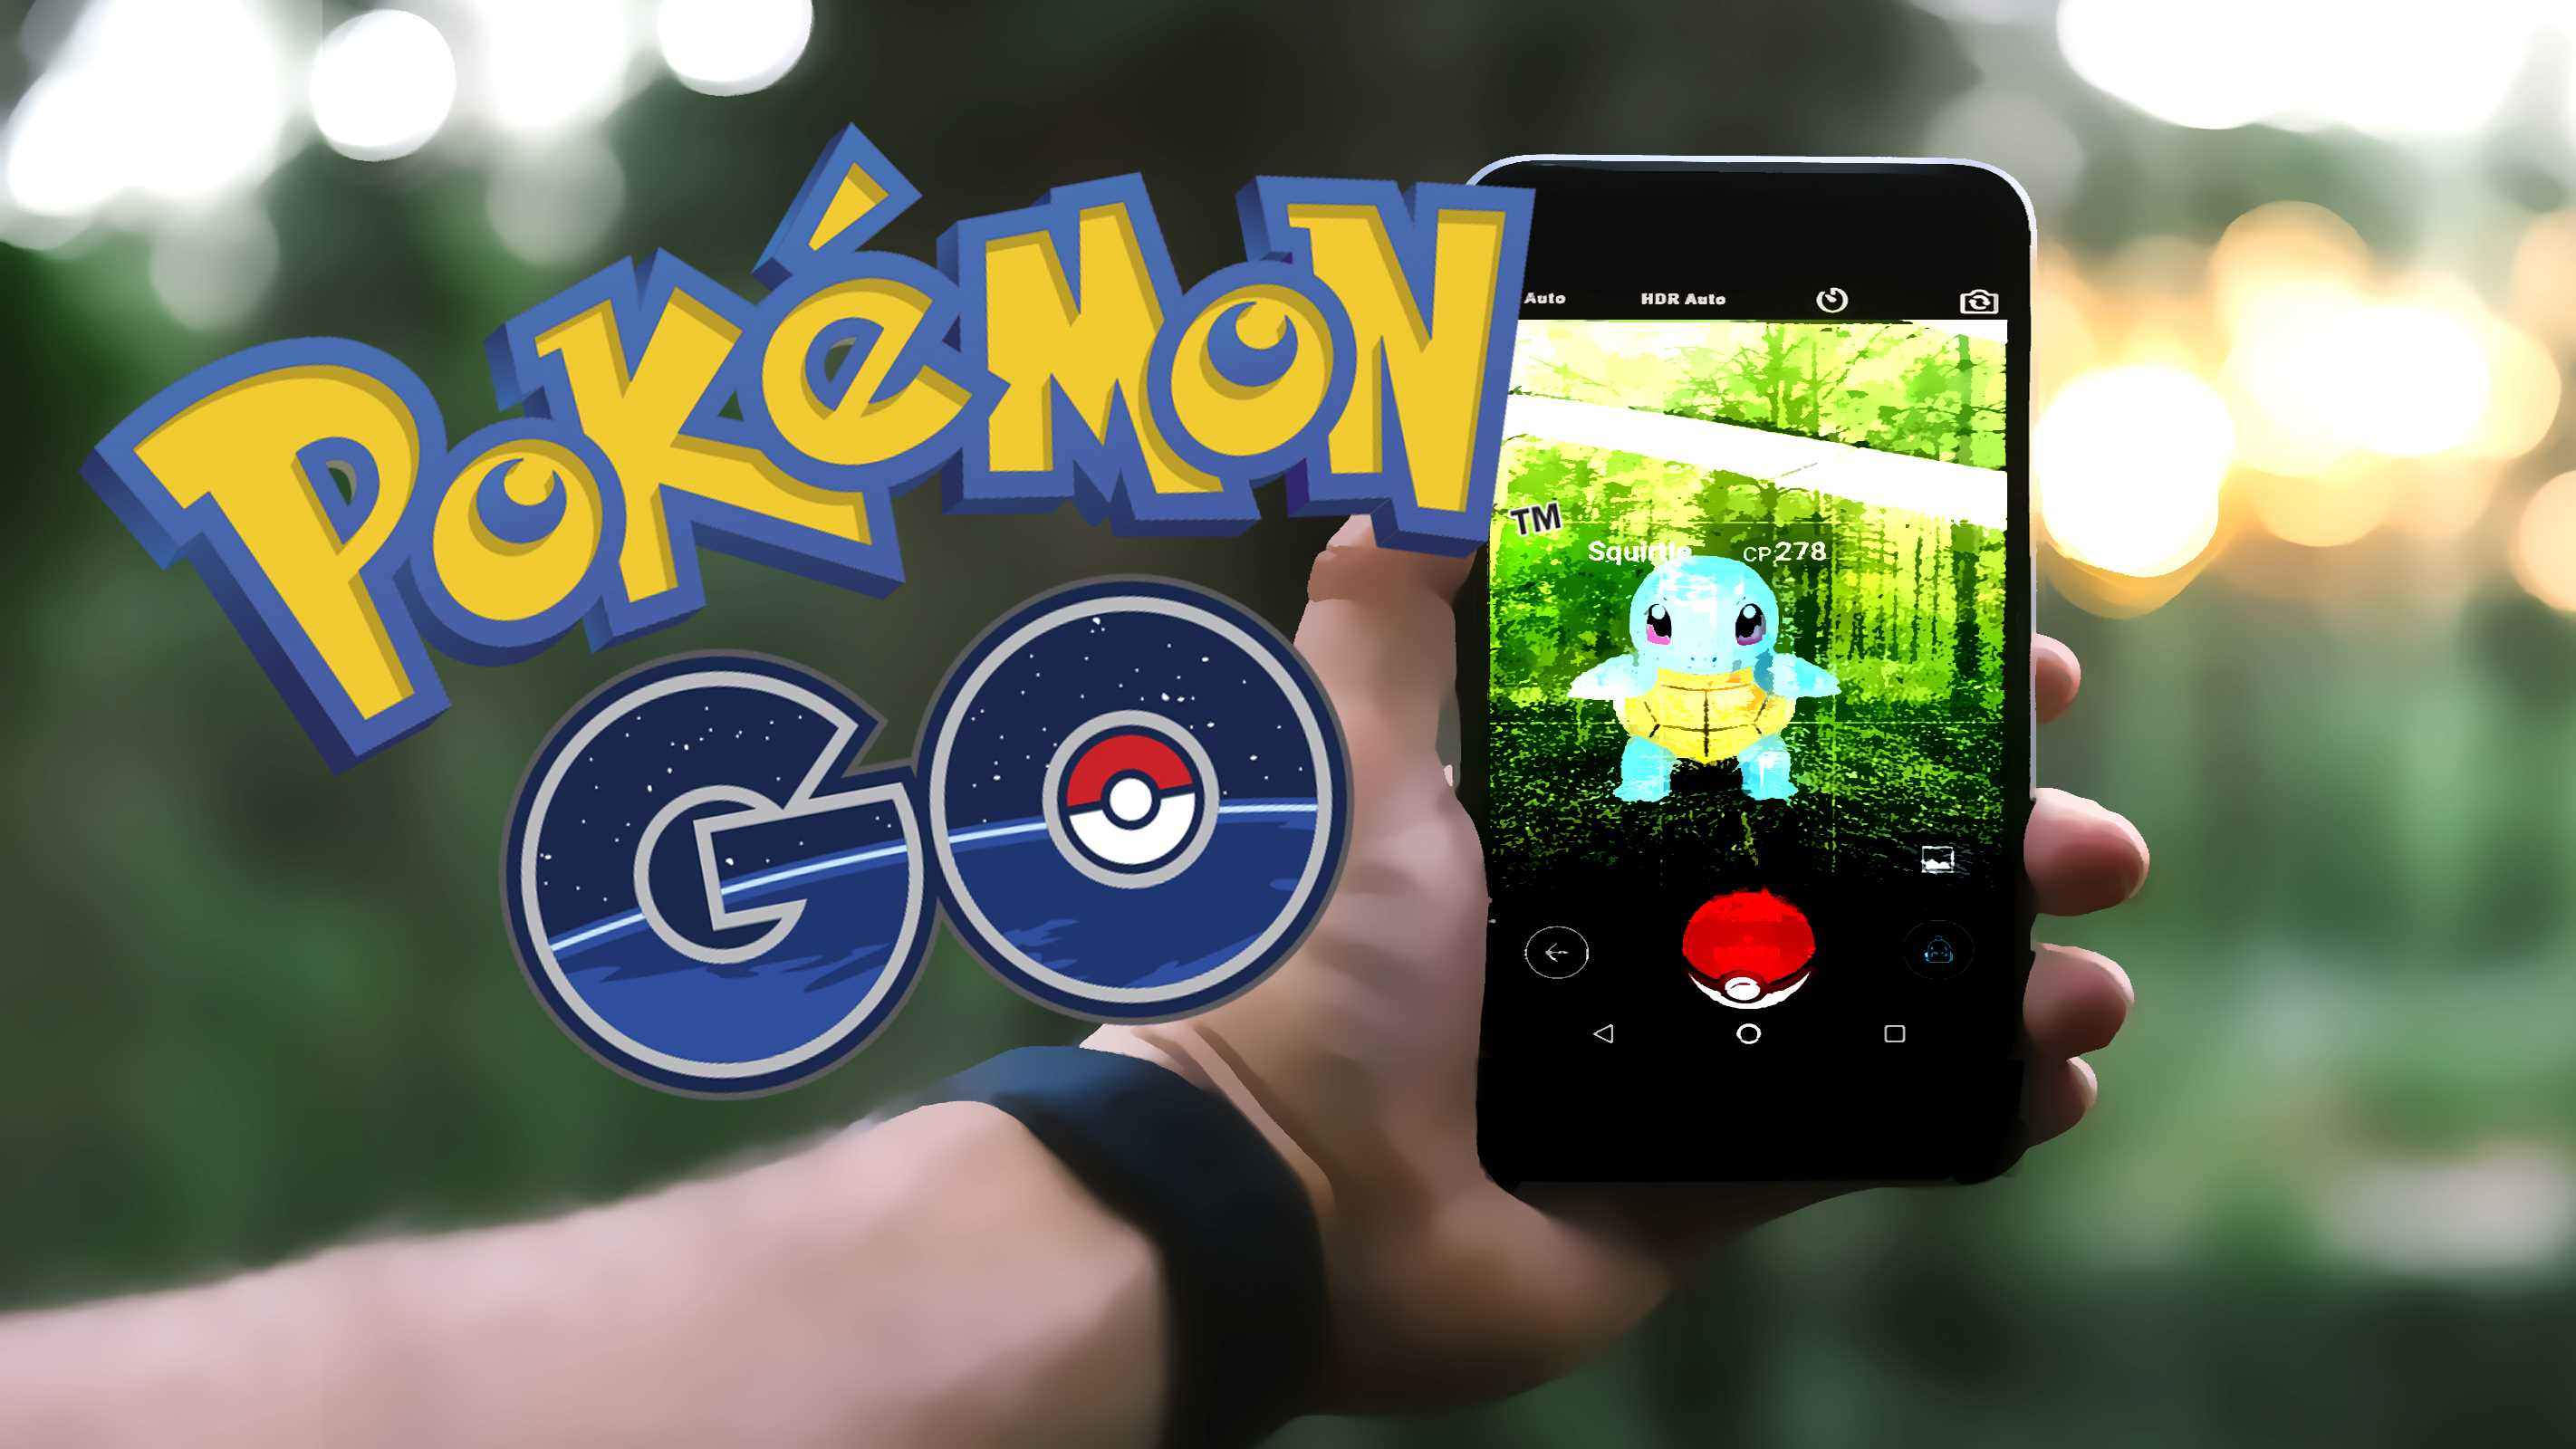 Pokémon
GO
TM
Auto
HDR Auto
Squirtle CP278